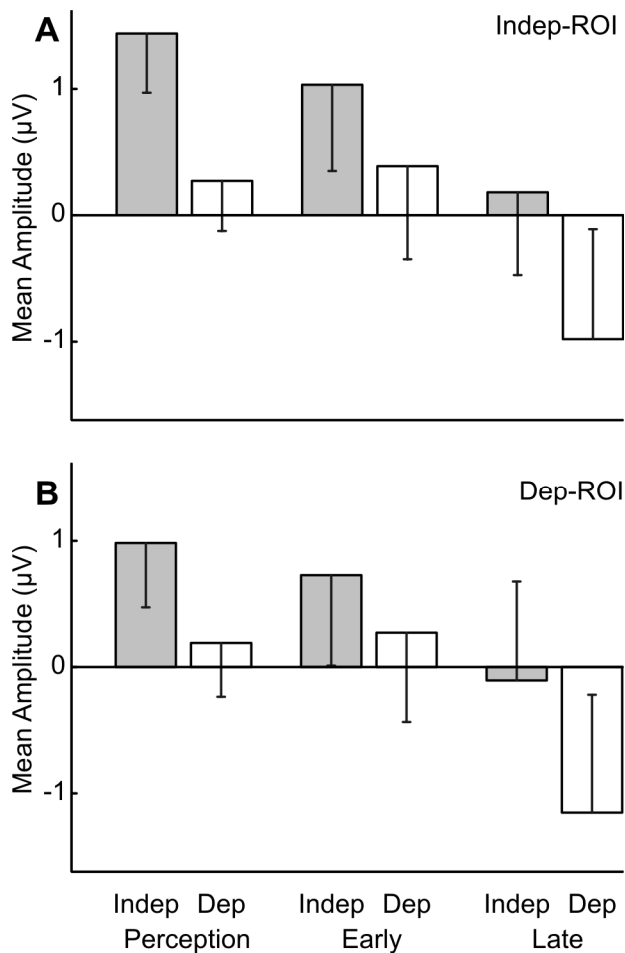 A
Indep-ROI
Mean Amplitude (µV)
1
0
-1
B
Dep-ROI
Mean Amplitude (µV)
1
0
-1
Indep Dep Indep Dep Indep Dep
Perception Early Late